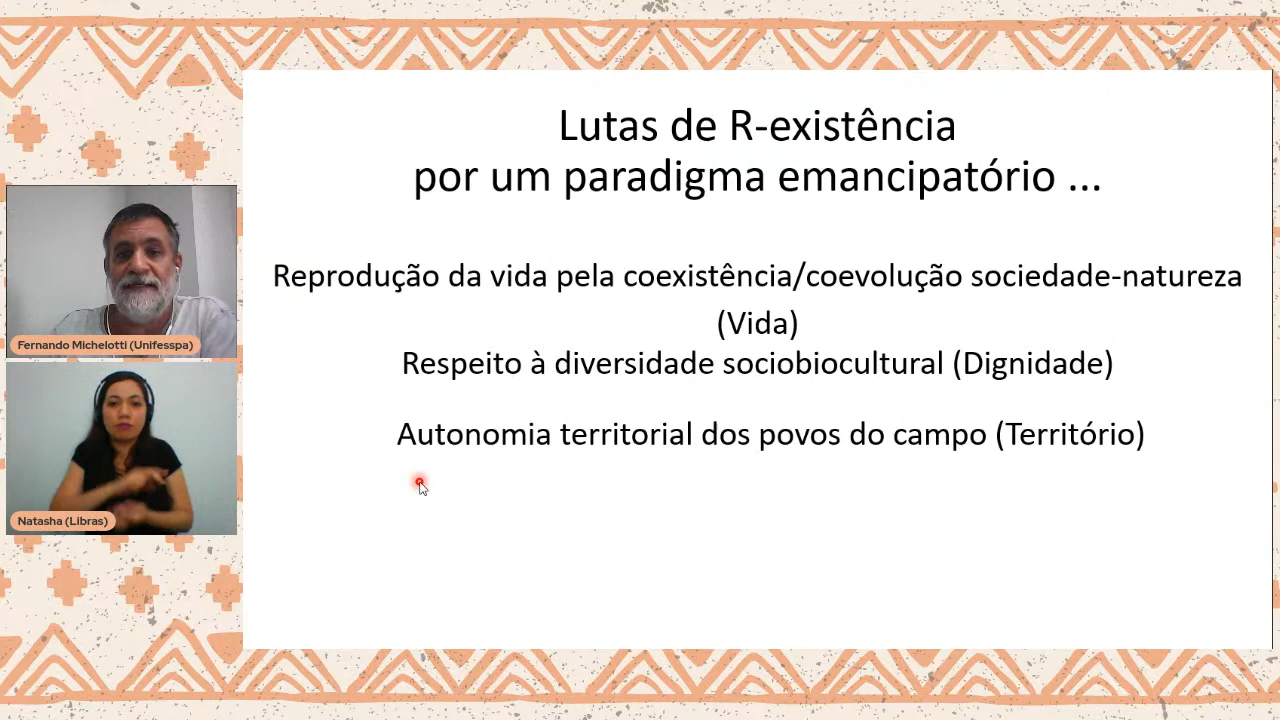 Lutas de R-existência
por um paradigma emancipatório ...
Reprodução da vida pela coexistência/coevolução sociedade-natureza
(Vida)
Respeito à diversidade sociobiocultural (Dignidade)
Autonomia territorial dos povos do campo (Território)
Fernando Michelotti (Unifesspa)
Natasha (Libras)